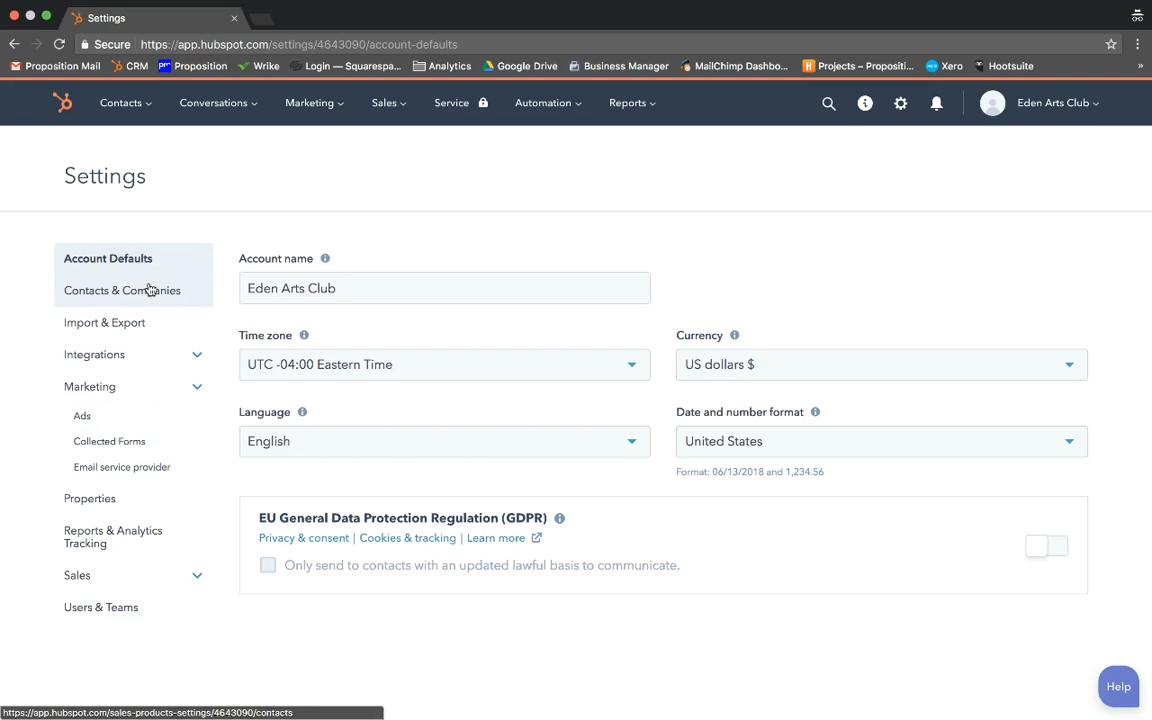 Settings
Secure https://app.hubspot.com/settings/4643090/account-defaults
Proposition Mail CRM Proposition Wrike Login — Squarespa... Analytics Google Drive Business Manager MailChimp Dashbo... Projects – Propositi... Xero Hootsuite »
Contacts Conversations Marketing Sales Service Automation Reports Eden Arts Club
Settings
Account Defaults
Contacts & Companies
Import & Export
Integrations
Marketing
Ads
Collected Forms
Email service provider
Properties
Reports & Analytics
Tracking
Sales
Users & Teams
Account name
Eden Arts Club
Time zone
UTC -04:00 Eastern Time
Currency
US dollars $
Language
English
Date and number format
United States
Format: 06/13/2018 and 1,234.56
EU General Data Protection Regulation (GDPR)
Privacy & consent | Cookies & tracking | Learn more
Only send to contacts with an updated lawful basis to communicate.
Help
https://app.hubspot.com/sales-products-settings/4643090/contacts